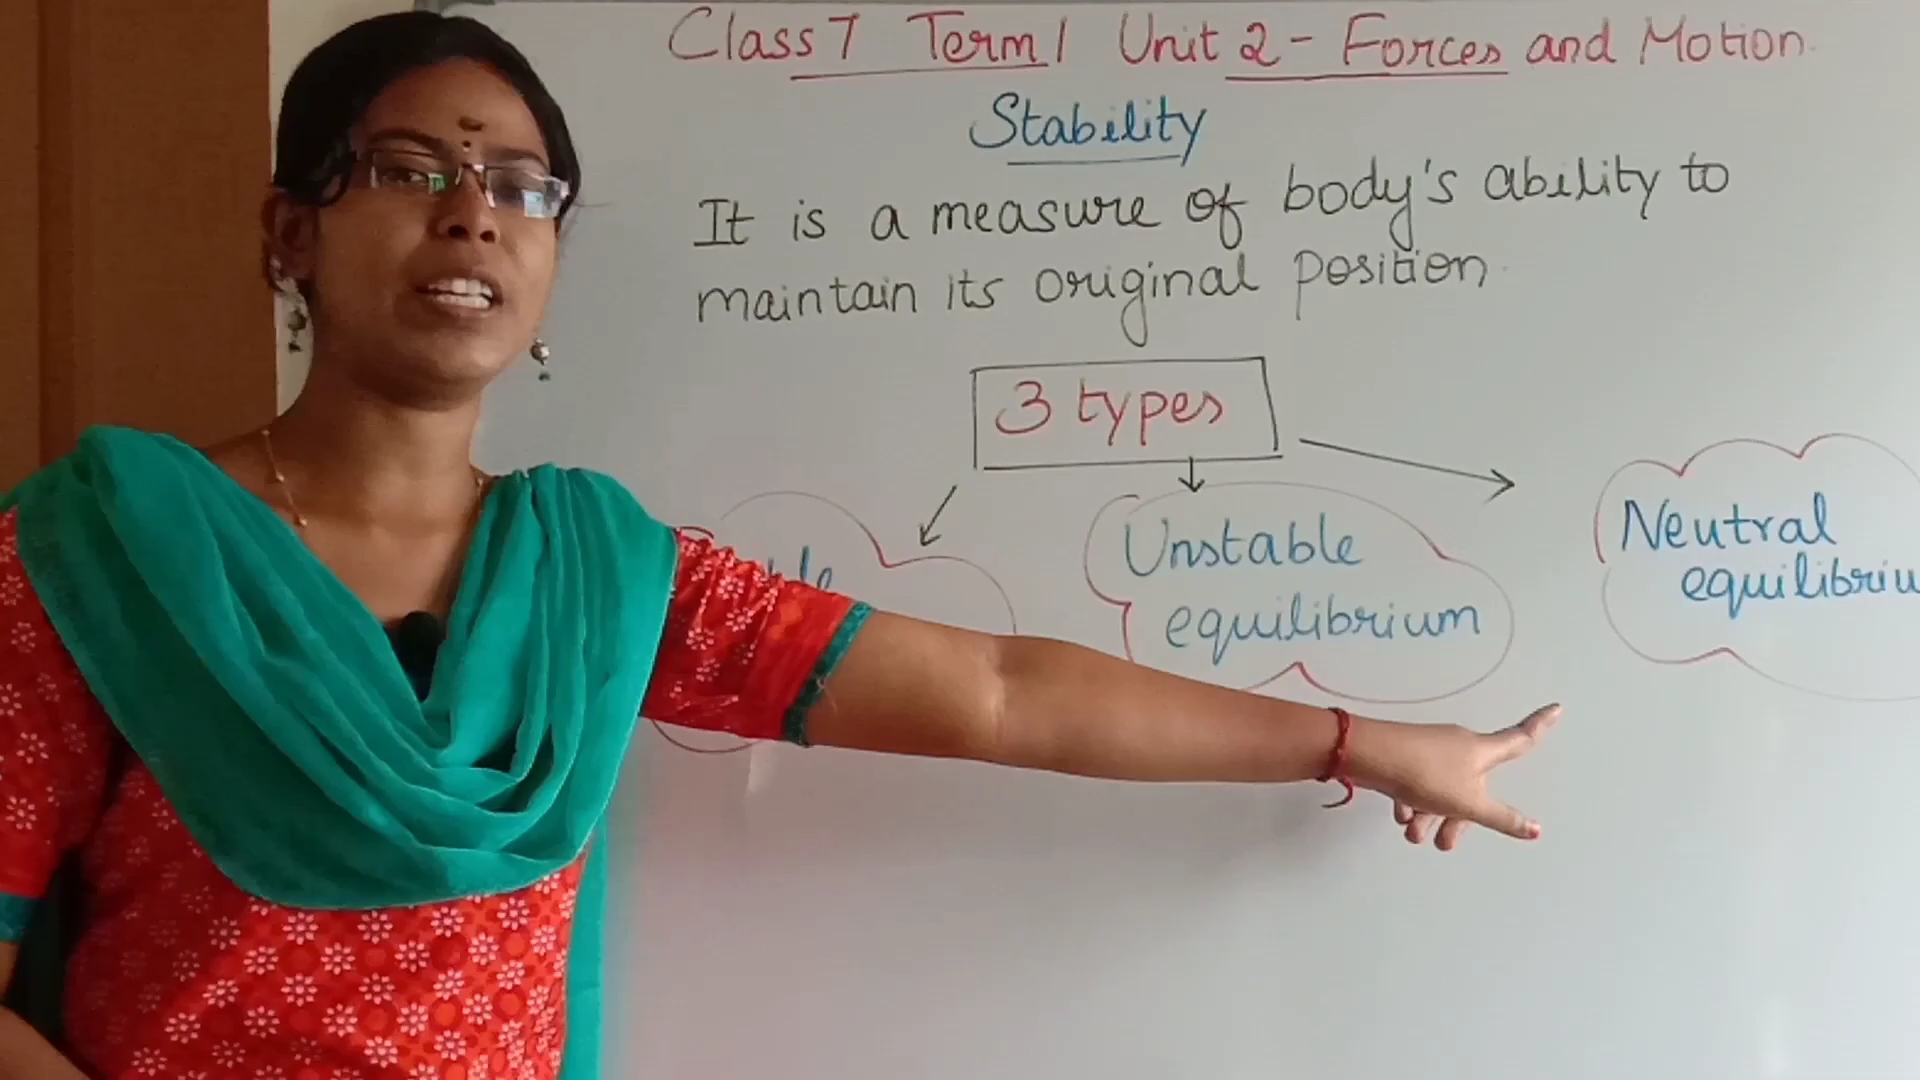 Class 7 Term 1 Unit 2 - Forces and Motion
Stability
It is a measure of body's ability to
maintain its original position
3 types
Unstable
equilibrium
Neutral
equilibriu